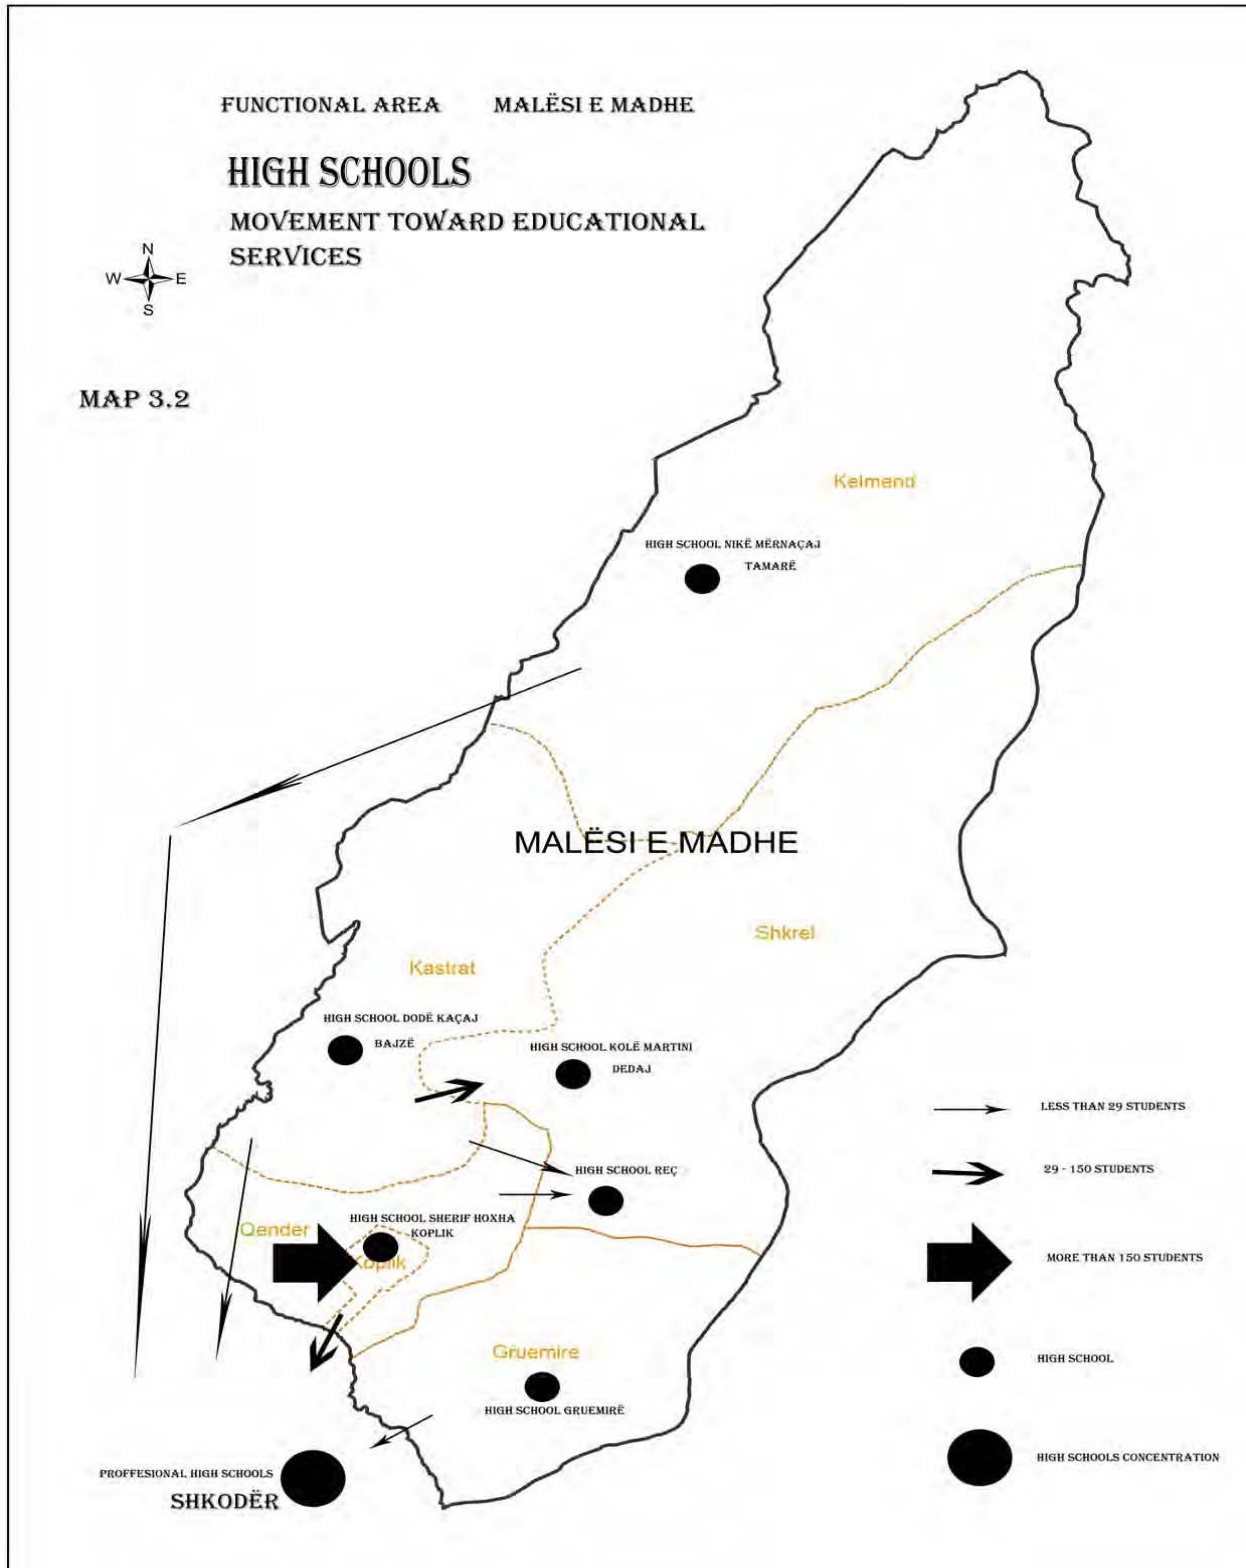 FUNCTIONAL AREA MALËSI E MADHE
HIGH SCHOOLS
MOVEMENT TOWARD EDUCATIONAL
SERVICES
N
W E
S
MAP 3.2
Kelmend
HIGH SCHOOL NIKË MËRNAÇAJ
TAMARË
MALËSI E MADHE
Shkrel
Kastrat
HIGH SCHOOL DODË KAÇAJ
BAJZË
HIGH SCHOOL KOLË MARTINI
DEDAJ
HIGH SCHOOL REÇ
Qender
HIGH SCHOOL SHERIF HOXHA
KOPLIK
Koplik
Gruemire
HIGH SCHOOL GRUEMIRË
PROFFESIONAL HIGH SCHOOLS
SHKODËR
LESS THAN 29 STUDENTS
29 - 150 STUDENTS
MORE THAN 150 STUDENTS
HIGH SCHOOL
HIGH SCHOOLS CONCENTRATION